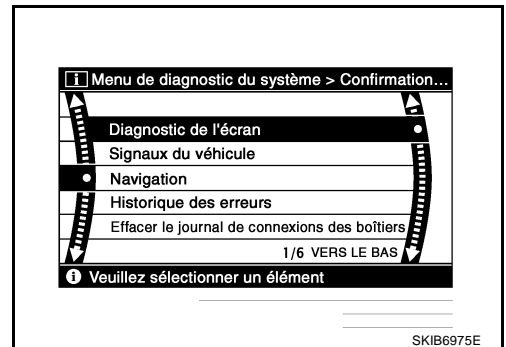 Menu de diagnostic du système > Confirmation...
Diagnostic de l'écran
Signaux du véhicule
Navigation
Historique des erreurs
Effacer le journal de connexions des boîtiers
1/6 VERS LE BAS
Veuillez sélectionner un élément
SKIB6975E